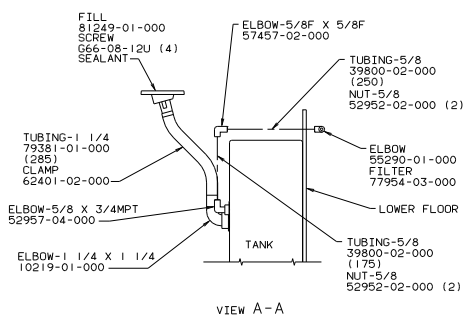 FILL
81249-01-000
SCREW
G66-08-12U (4)
SEALANT
ELBOW-5/8F X 5/8F
57457-02-000
TUBING-5/8
39800-02-000
(250)
NUT-5/8
52952-02-000 (2)
TUBING-1 1/4
79381-01-000
(285)
CLAMP
62401-02-000
ELBOW
55290-01-000
FILTER
77954-03-000
ELBOW-5/8 X 3/4MPT
52957-04-000
LOWER FLOOR
ELBOW-1 1/4 X 1 1/4
10219-01-000
TANK
TUBING-5/8
39800-02-000
(175)
NUT-5/8
52952-02-000 (2)
VIEW A-A